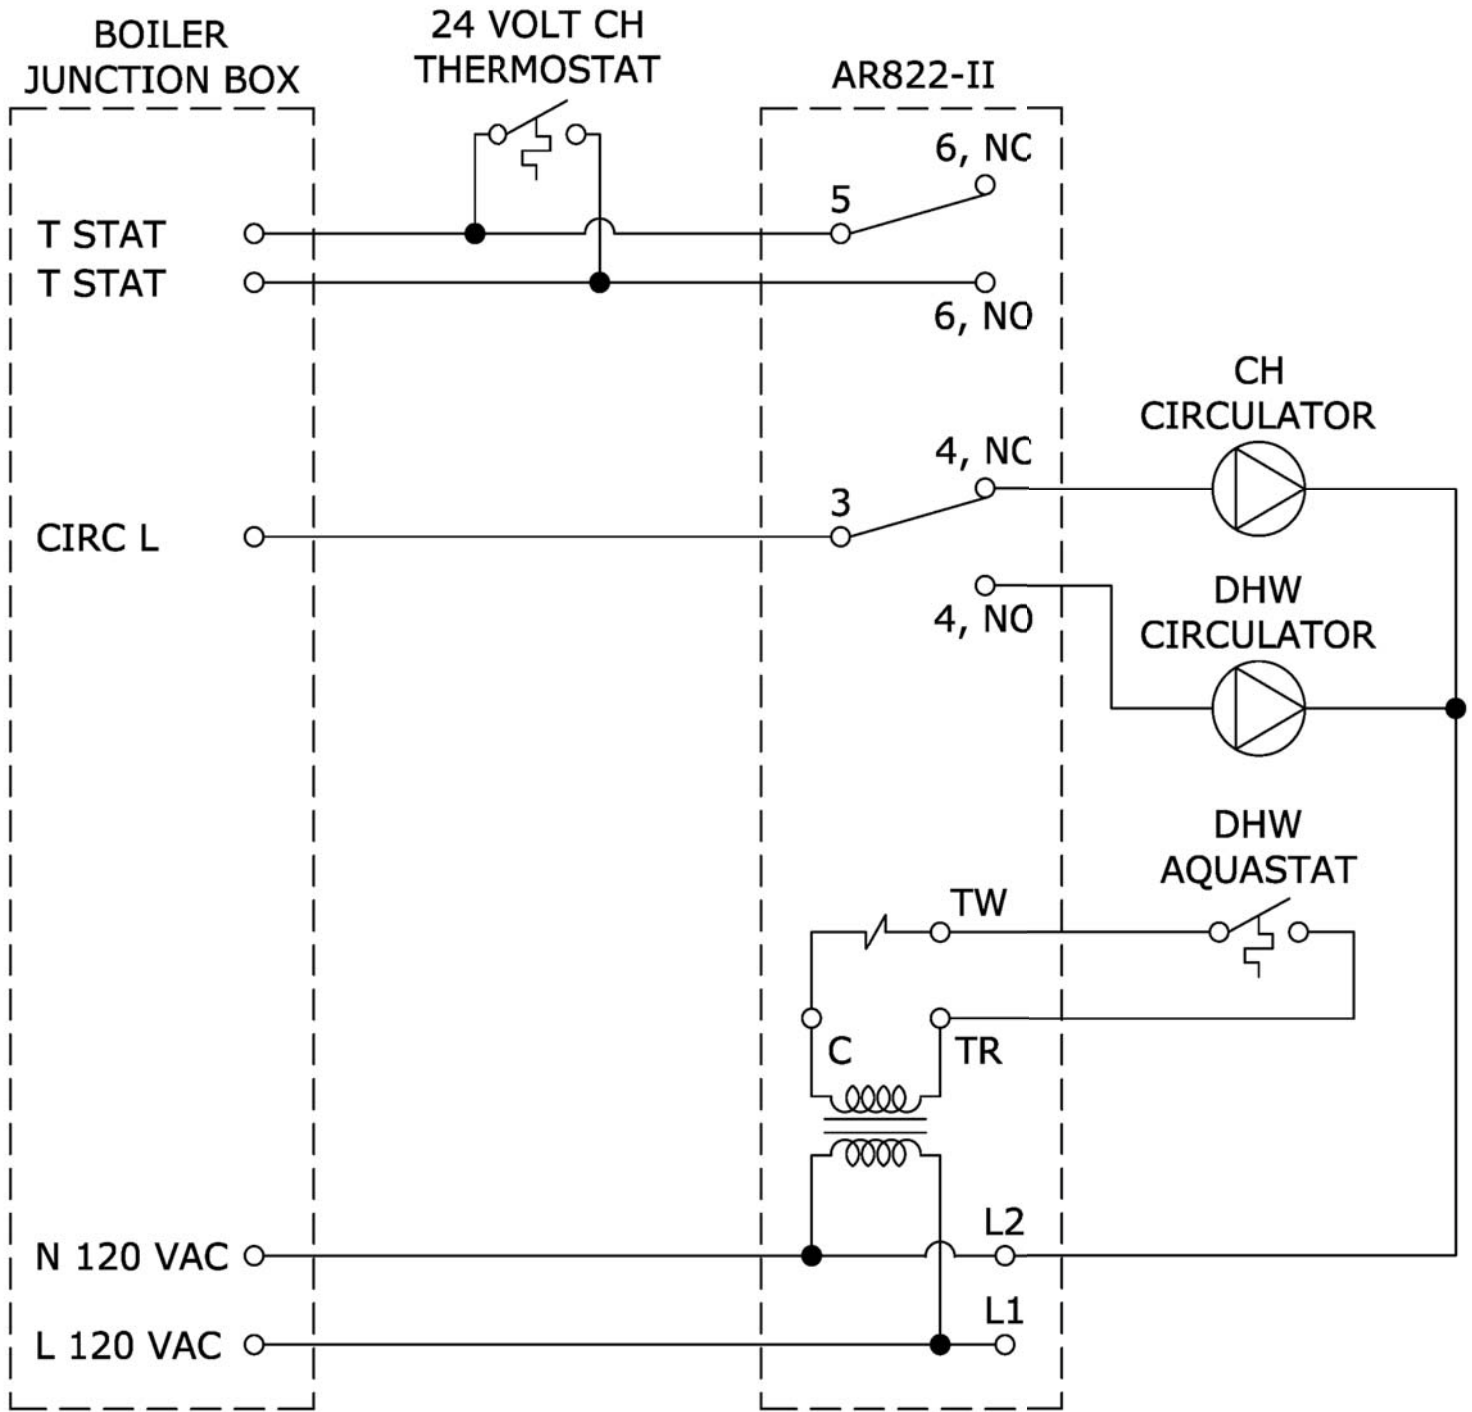 BOILER
JUNCTION BOX
24 VOLT CH
THERMOSTAT
AR822-II
6, NC
5
T STAT
T STAT
6, NO
CH
CIRCULATOR
4, NC
3
CIRC L
4, NO
DHW
CIRCULATOR
DHW
AQUASTAT
TW
C
TR
L2
N 120 VAC
L1
L 120 VAC